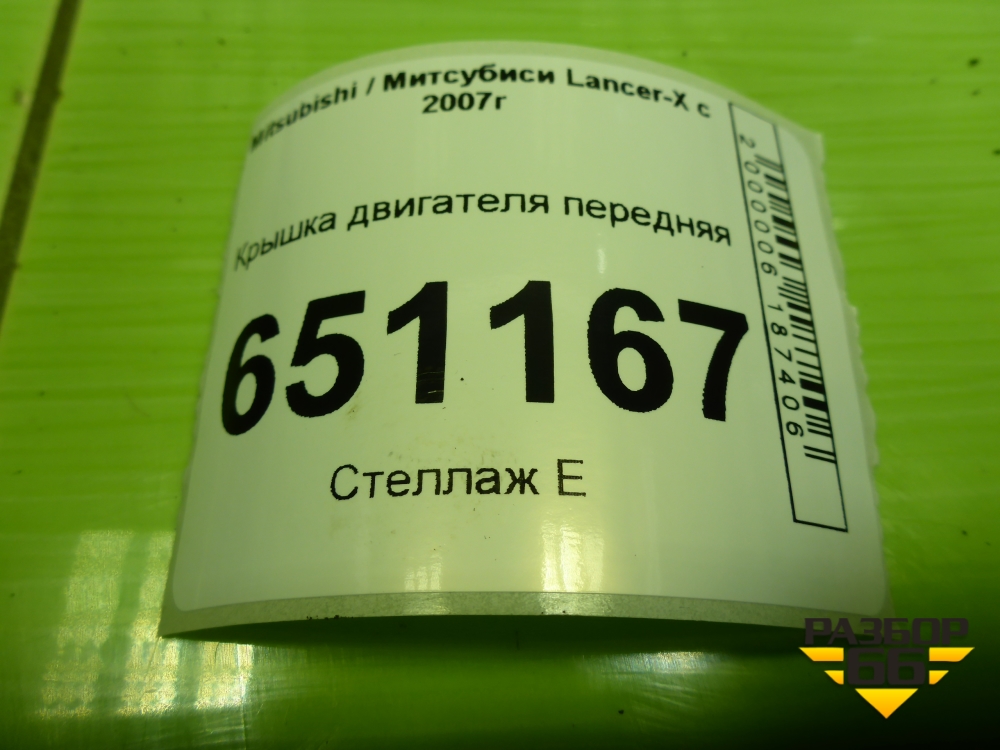 Mitsubishi / Митсубиси Lancer-X с
2007г
Крышка двигателя передняя
651167
Стеллаж Е
2000006187406
РАЗБОР
66